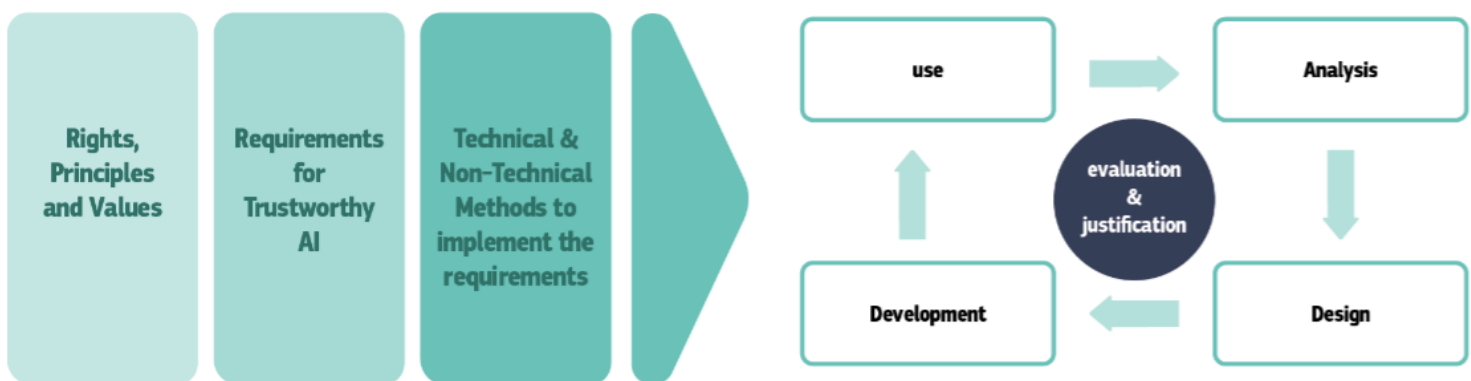 Rights,
Principles
and Values
Requirements
for
Trustworthy
AI
Technical &
Non-Technical
Methods to
implement the
requirements
use
Analysis
evaluation
&
justification
Development
Design